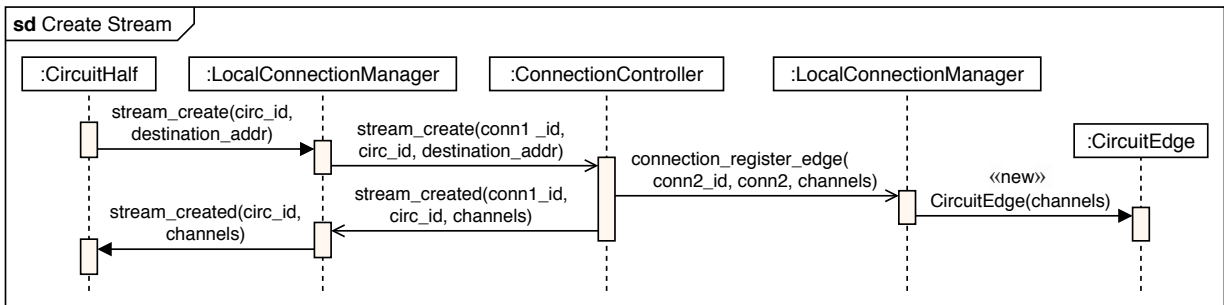 sd Create Stream
:CircuitHalf
:LocalConnectionManager
:ConnectionController
:LocalConnectionManager
:CircuitEdge
stream_create(circ_id,
destination_addr)
stream_create(conn1 _id,
circ_id, destination_addr)
connection_register_edge(
conn2_id, conn2, channels)
«new»
CircuitEdge(channels)
stream_created(conn1_id,
circ_id, channels)
stream_created(circ_id,
channels)